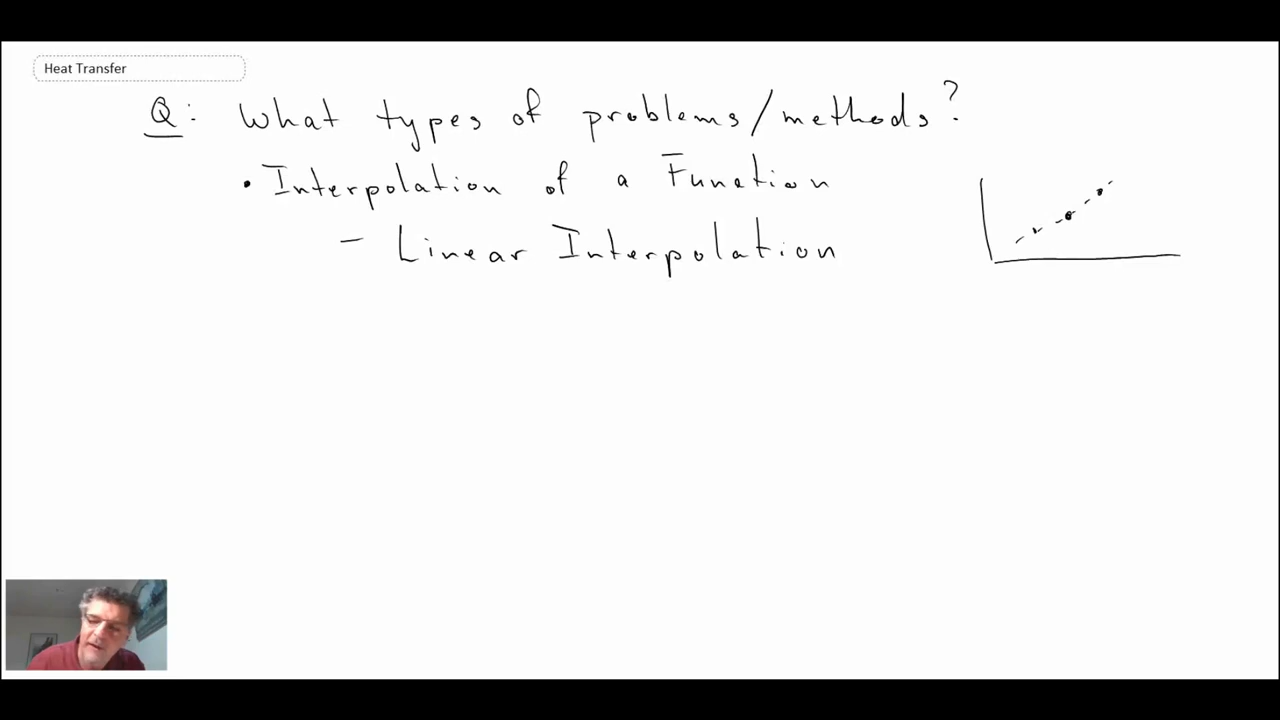 Heat Transfer
Q: What types of problems/methods?
• Interpolation of a Function
– Linear Interpolation